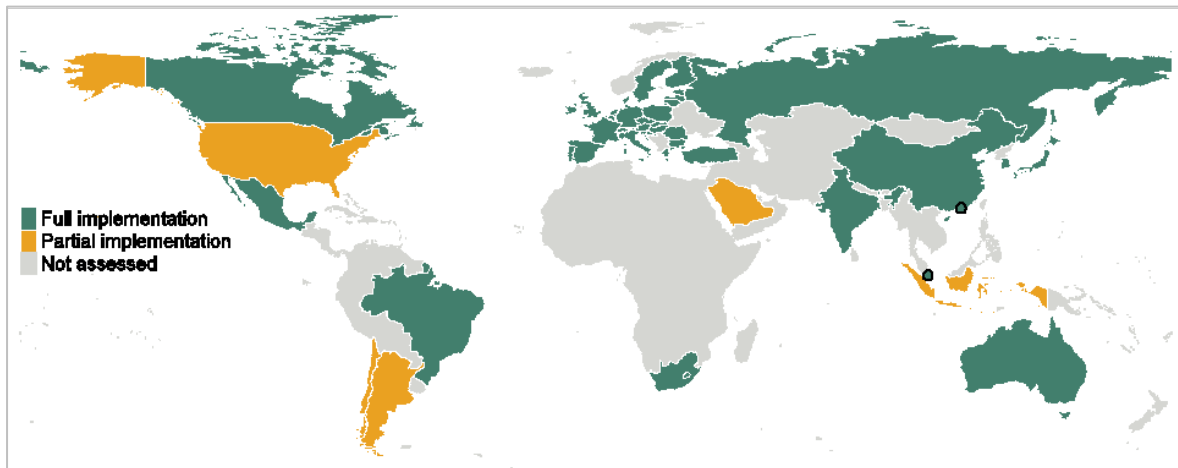 Full implementation
Partial implementation
Not assessed